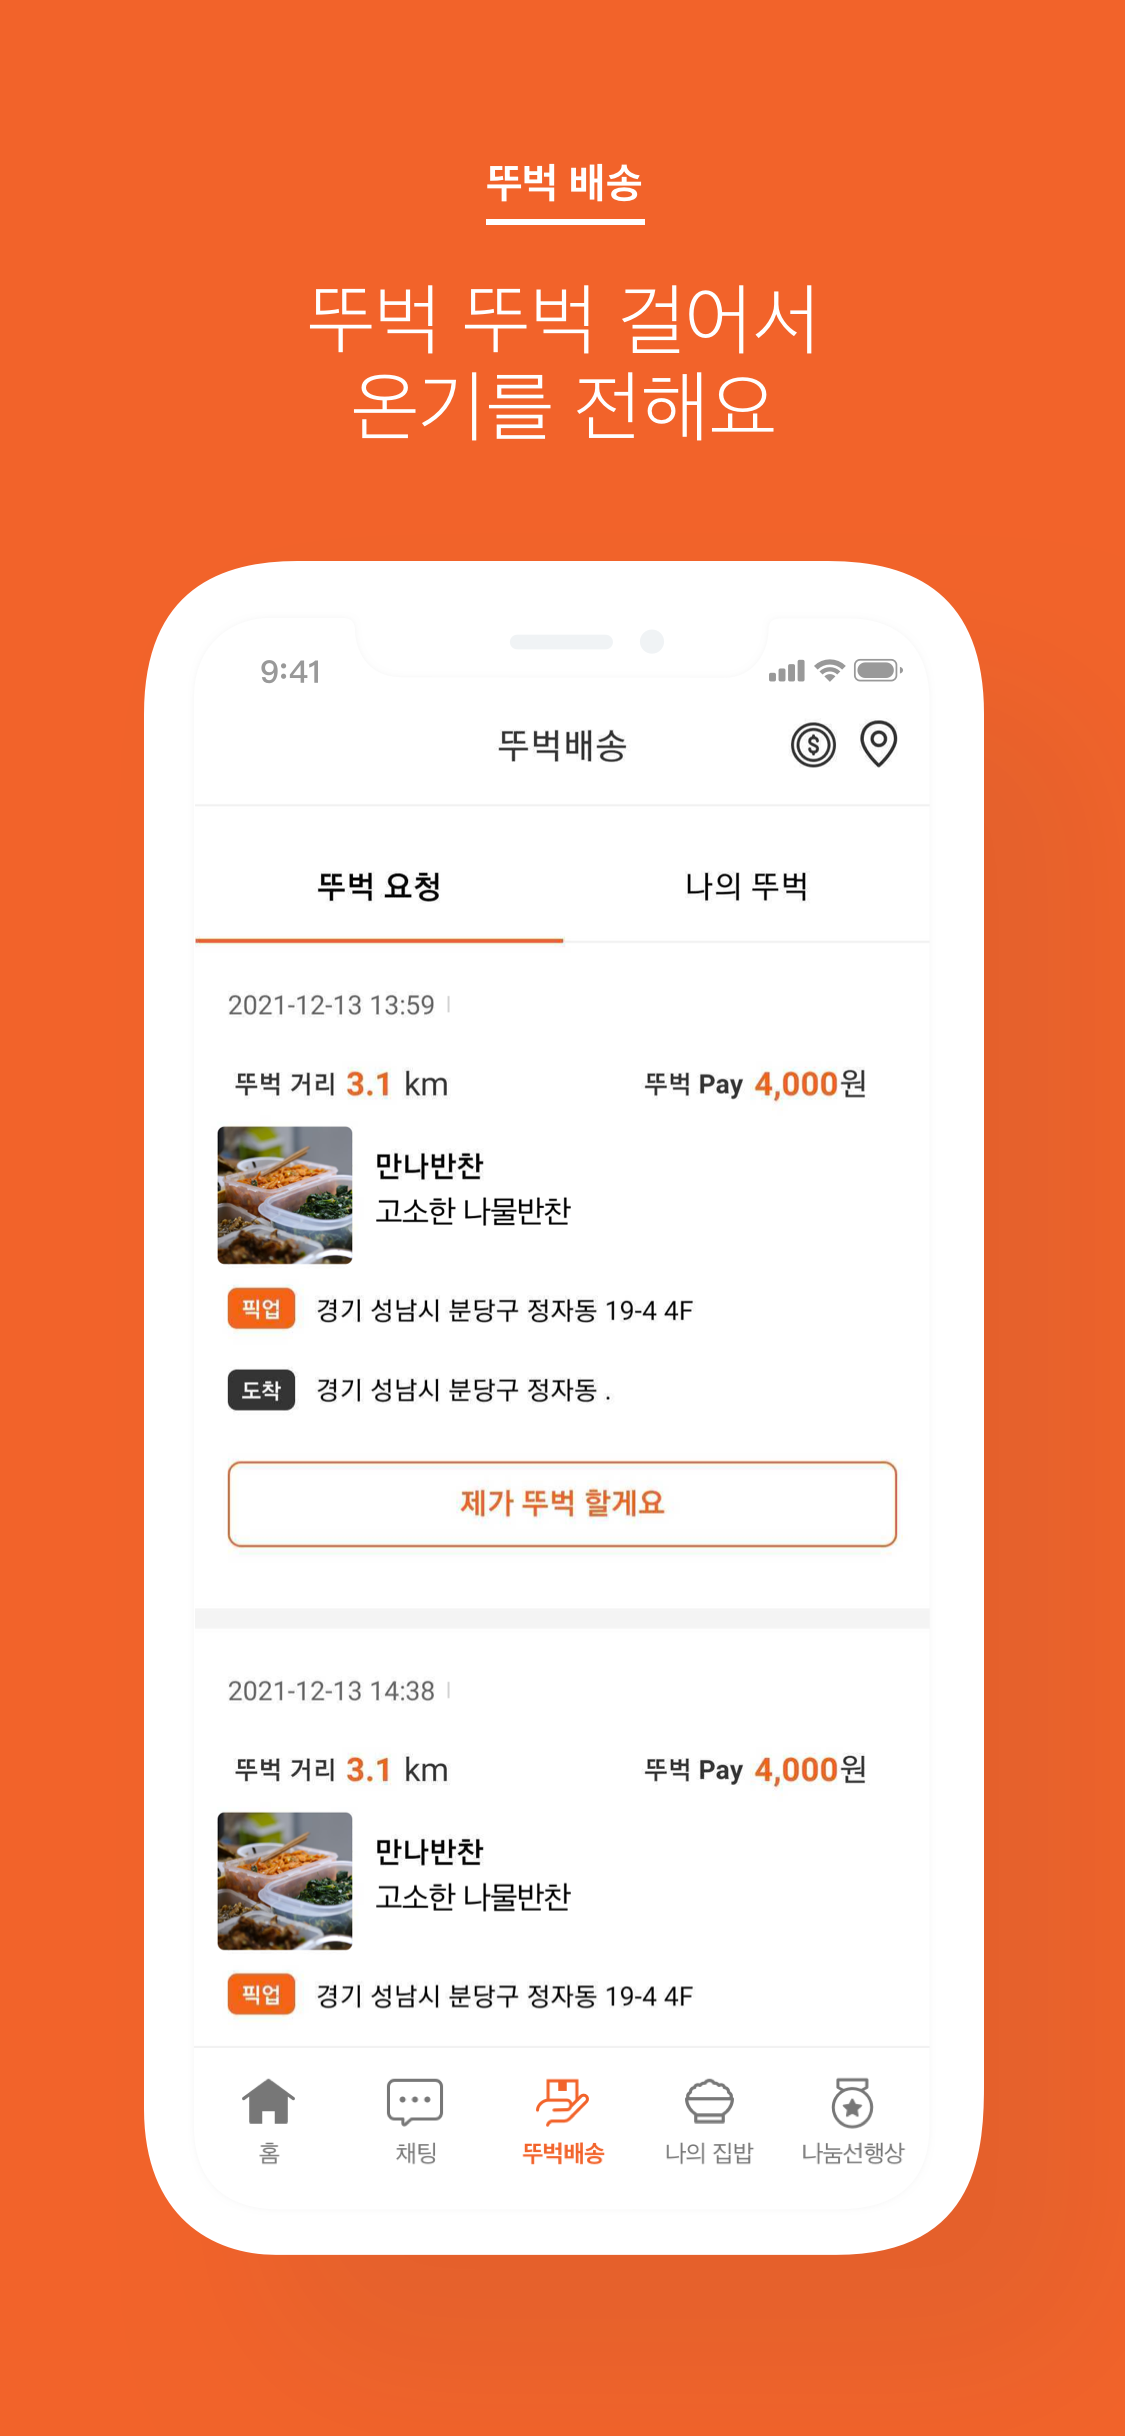 뚜벅 배송
뚜벅 뚜벅 걸어서
온기를 전해요
9:41
뚜벅배송
뚜벅 요청
나의 뚜벅
2021-12-13 13:59
뚜벅 거리 3.1 km
뚜벅 Pay 4,000원
만나반찬
고소한 나물반찬
픽업 경기 성남시 분당구 정자동 19-4 4F
도착 경기 성남시 분당구 정자동 .
제가 뚜벅 할게요
2021-12-13 14:38
뚜벅 거리 3.1 km
뚜벅 Pay 4,000원
만나반찬
고소한 나물반찬
픽업 경기 성남시 분당구 정자동 19-4 4F
홈
채팅
뚜벅배송
나의 집밥
나눔선행상